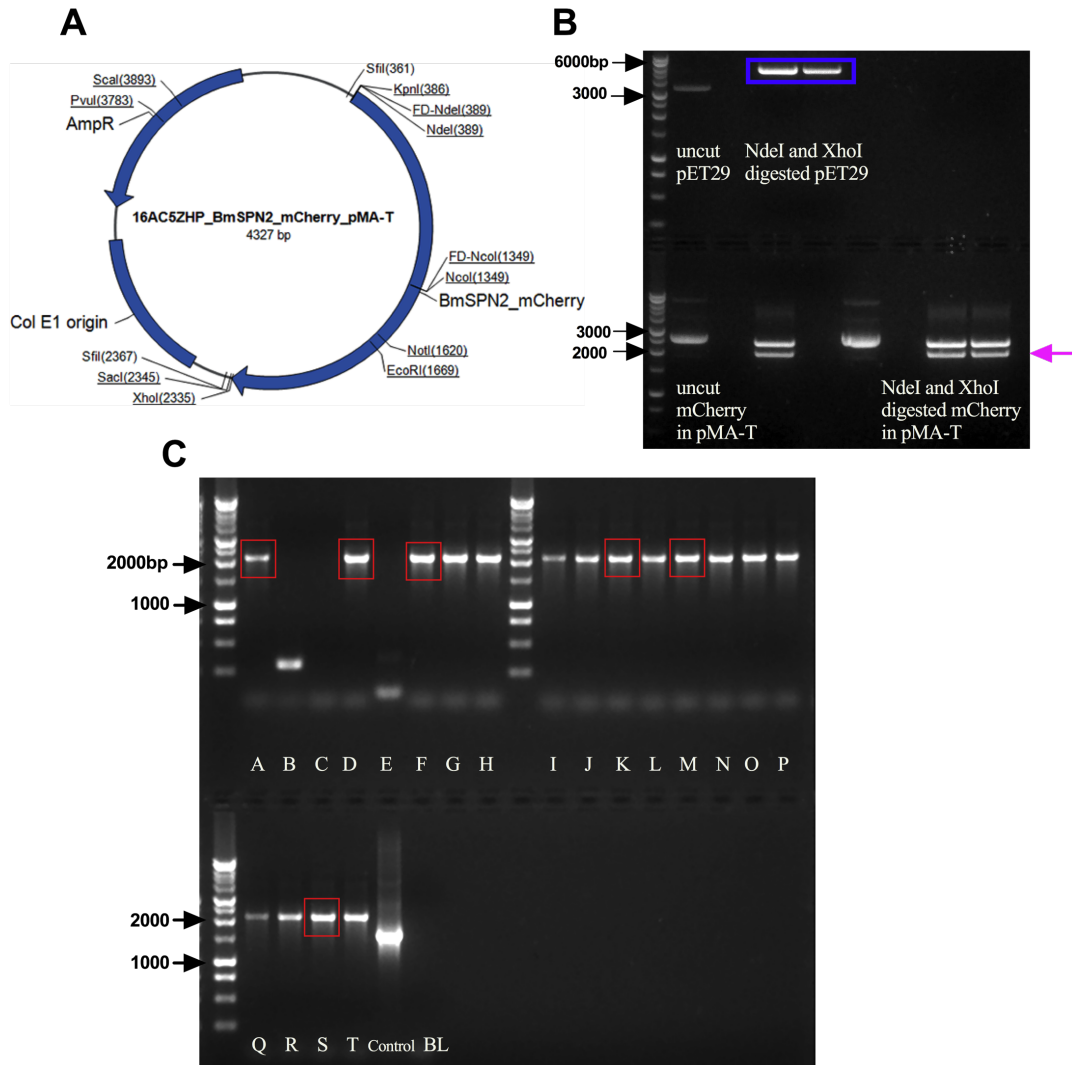 A
ScaI(3893)
PvuI(3783)
AmpR
SfiI(361)
KpnI(386)
FD-NdeI(389)
NdeI(389)
16AC5ZHP_BmSPN2_mCherry_pMA-T
4327 bp
FD-NcoI(1349)
NcoI(1349)
BmSPN2_mCherry
Col E1 origin
NotI(1620)
EcoRI(1669)
SfiI(2367)
SacI(2345)
XhoI(2335)
B
6000bp
3000
uncut
pET29
NdeI and XhoI
digested pET29
3000
2000
uncut
mCherry
in pMA-T
NdeI and XhoI
digested mCherry
in pMA-T
C
2000bp
1000
A B C D E F G H I J K L M N O P
2000
1000
Q R S T Control BL